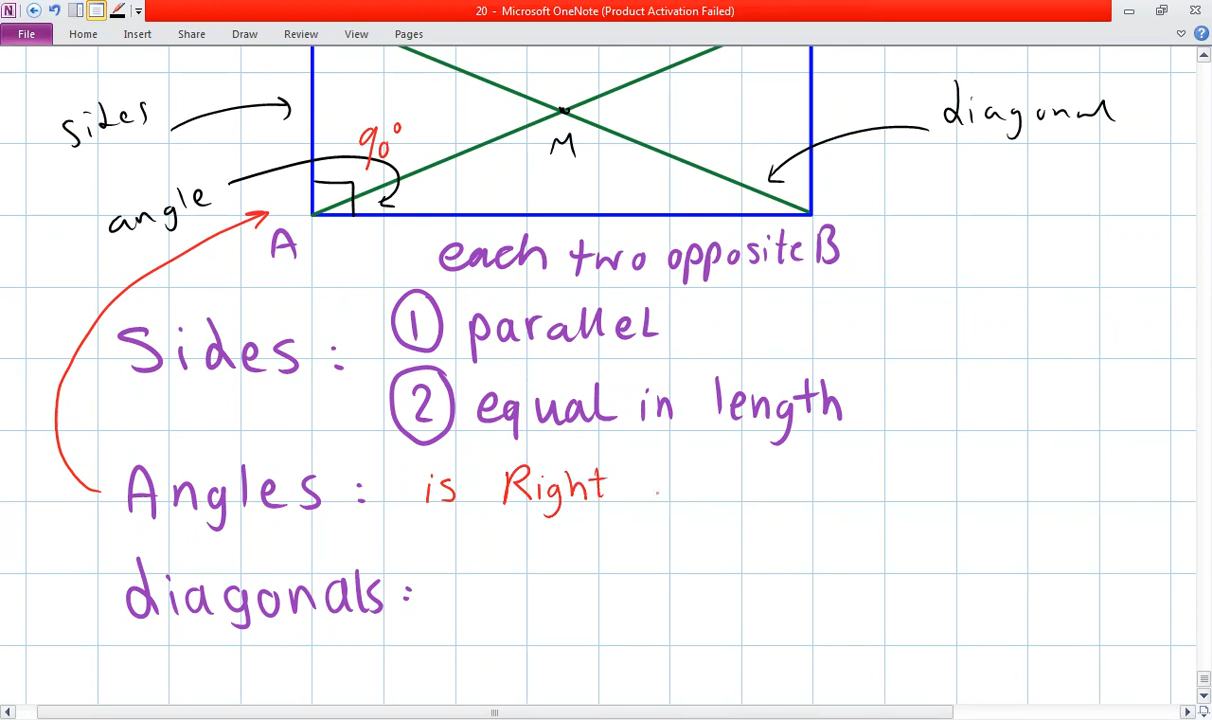 20 - Microsoft OneNote (Product Activation Failed)
File Home Insert Share Draw Review View Pages
sides
diagonal
90°
M
angle
A
each two opposite B
Sides : ① parallel
② equal in length
Angles : is Right
diagonals :